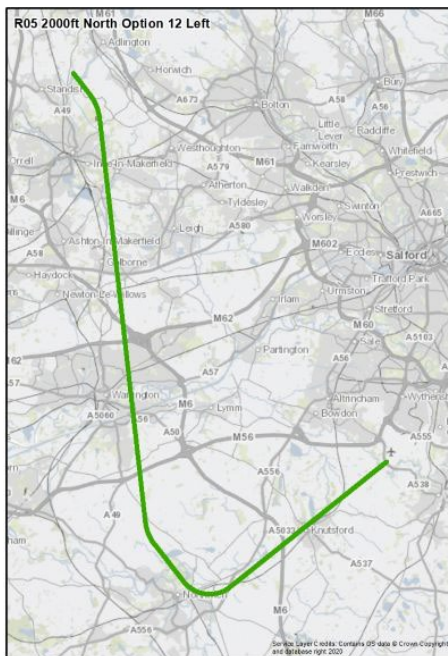 R05 2000ft North Option 12 Left
M61
Adlington
M66
Horwich
Standish
A673
Bolton
A58
Bury
A56
A49
Little
Lever
Radcliffe
Farnworth
Whitefield
Westhoughton
M61
Kearsley
Prestwich
Orrell
Ince-In-Makerfield
A579
Atherton
Walkden
M6
Tyldesley
Swinton
A665
Worsley
A580
Leigh
M602
Ashton-In-Makerfield
Eccles
Salford
A58
Golborne
Trafford Park
Haydock
Urmston
Stretford
Newton-Le-Willows
Irlam
M60
M62
Sale
A5103
Partington
A56
A57
Warrington
M6
Altrincham
A5060
Lymm
Bowdon
A56
M56
A50
A555
A556
A538
A49
A5033
Knutsford
A537
M6
A556
Service Layer Credits: Contains OS data © Crown Copyright
and database right 2020